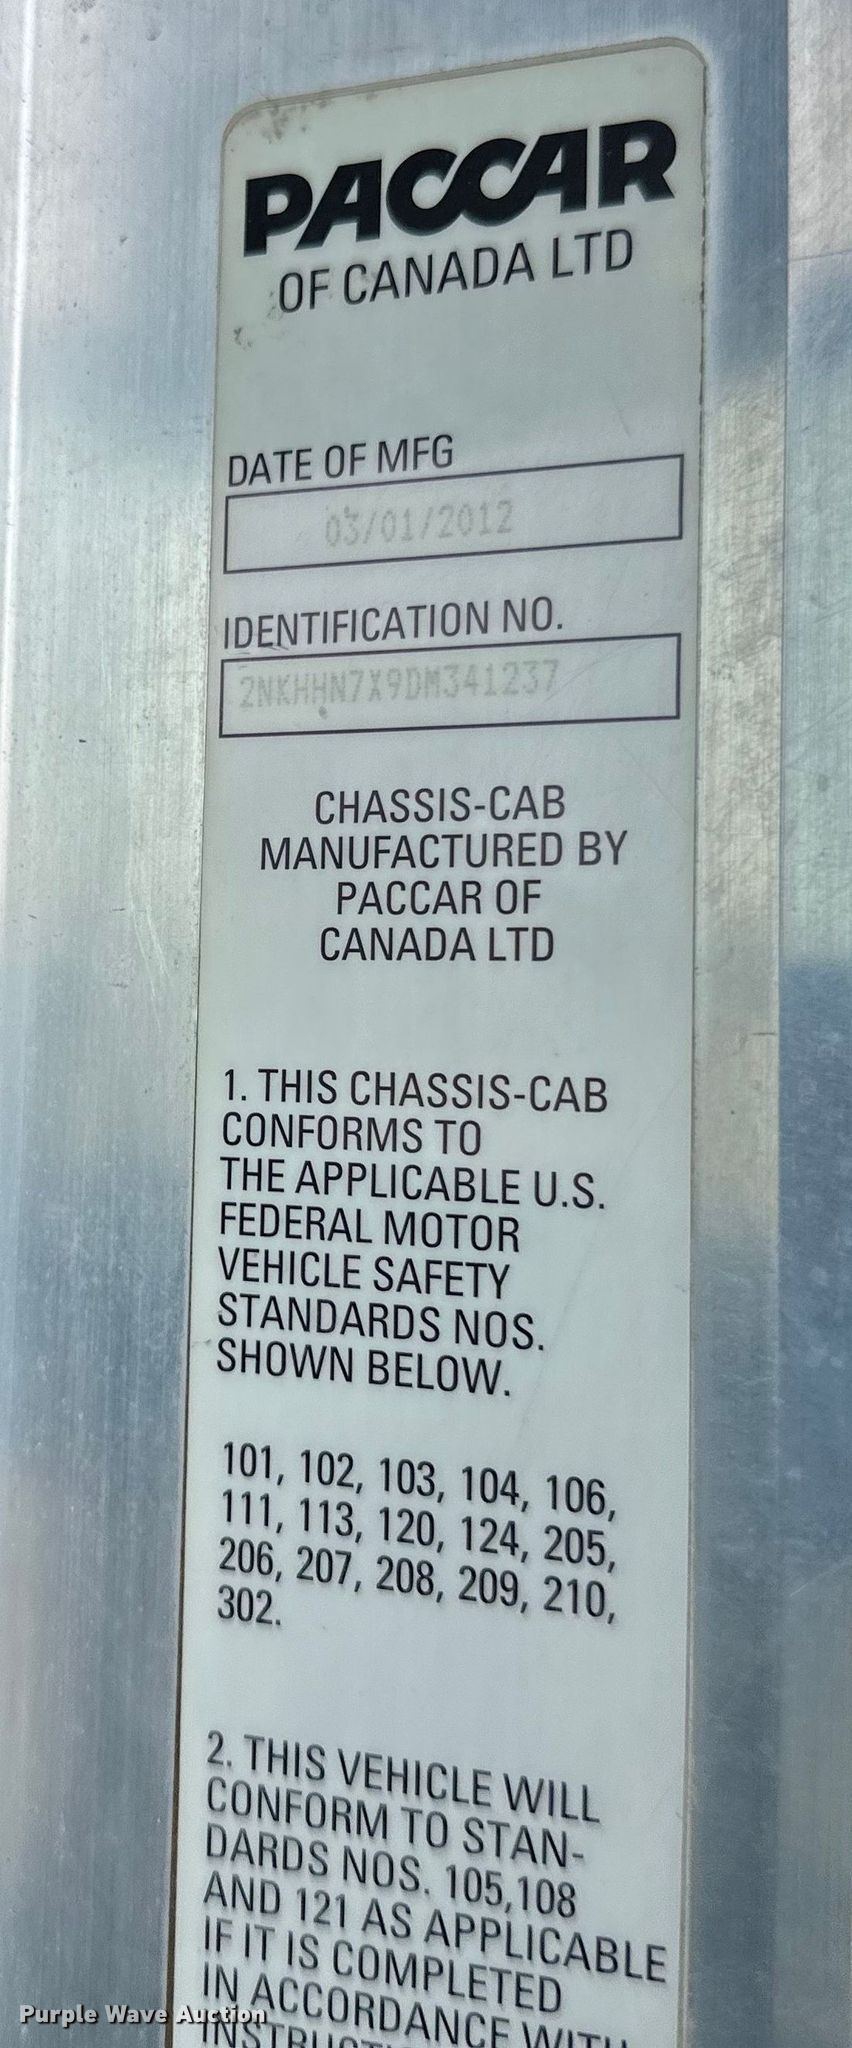 PACCAR
OF CANADA LTD
DATE OF MFG
03/01/2012
IDENTIFICATION NO.
2NKHHN7X9DM341237
CHASSIS-CAB
MANUFACTURED BY
PACCAR OF
CANADA LTD
1. THIS CHASSIS-CAB
CONFORMS TO
THE APPLICABLE U.S.
FEDERAL MOTOR
VEHICLE SAFETY
STANDARDS NOS.
SHOWN BELOW.
101, 102, 103, 104, 106,
111, 113, 120, 124, 205,
206, 207, 208, 209, 210,
302.
2. THIS VEHICLE WILL
CONFORM TO STAN-
DARDS NOS. 105,108
AND 121 AS APPLICABLE
IF IT IS COMPLETED
IN ACCORDANCE WITH
Purple Wave Auction